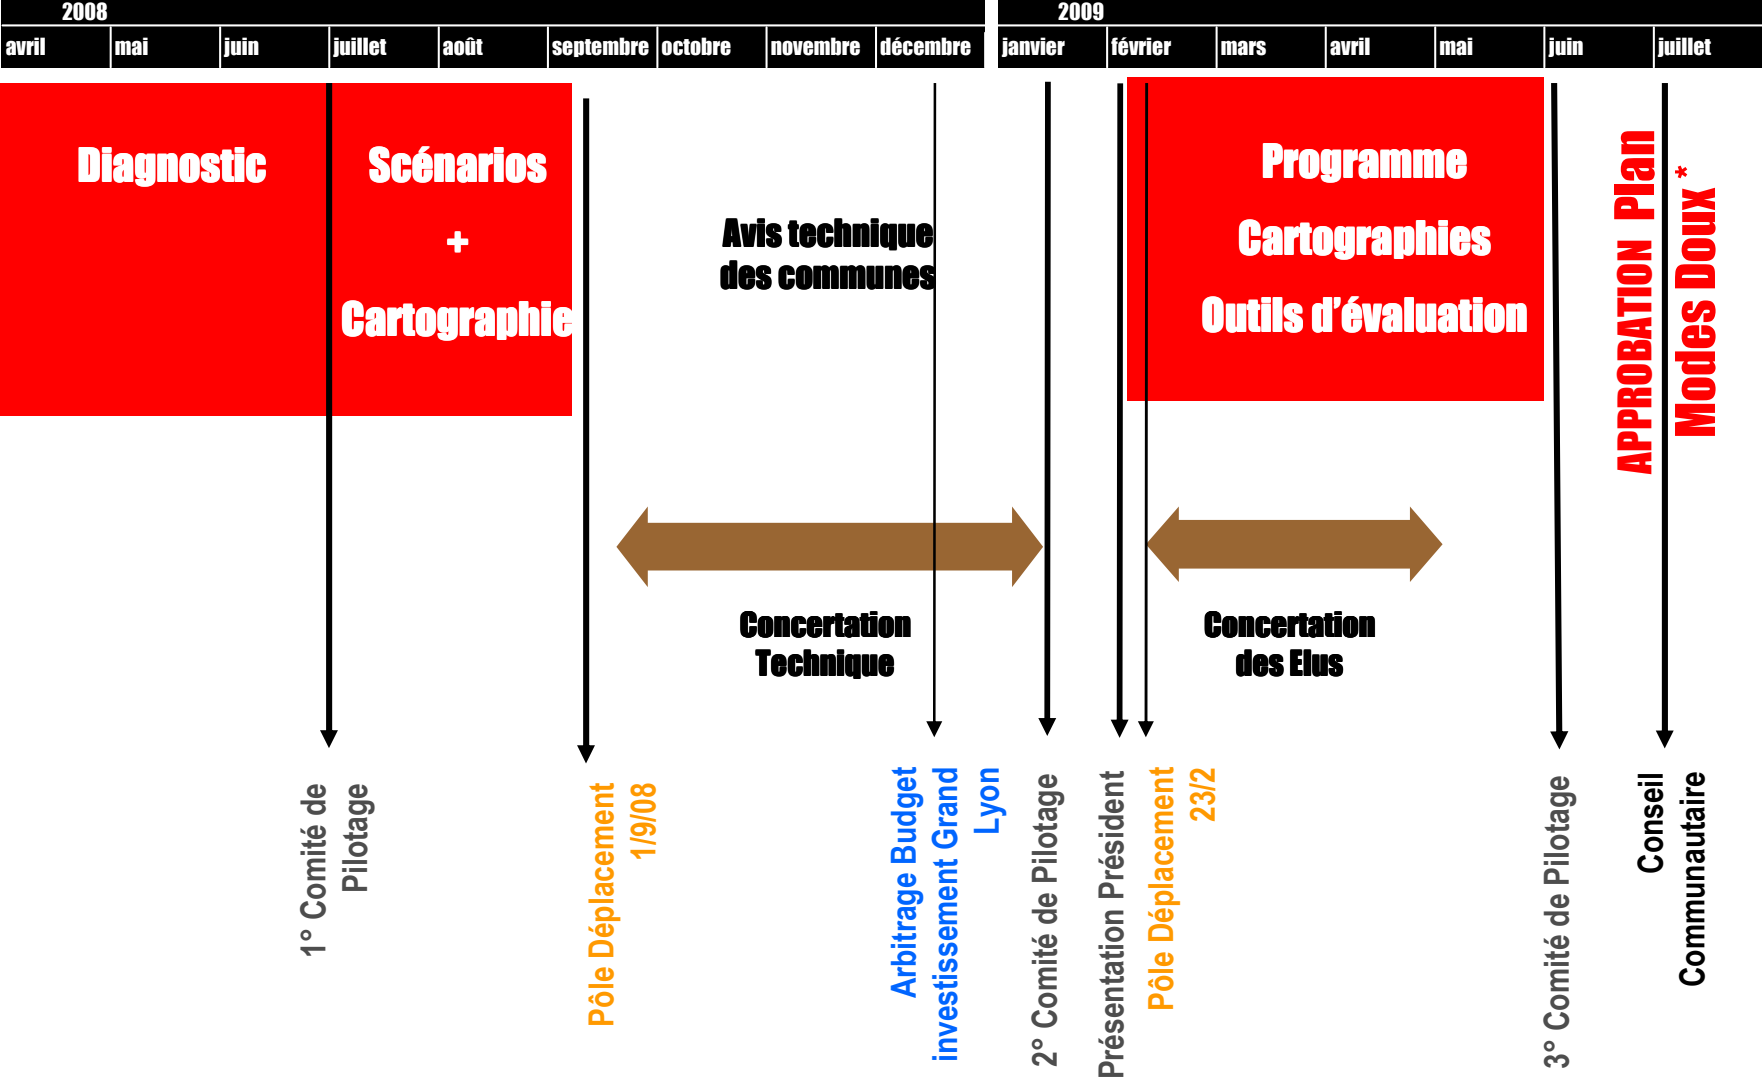 2008
2009
avril
mai
juin
juillet
août
septembre
octobre
novembre
décembre
janvier
février
mars
avril
mai
juin
juillet
Diagnostic
Scénarios
+
Cartographie
Avis technique
des communes
Programme
Cartographies
Outils d’évaluation
APPROBATION Plan
Modes Doux*
Concertation
Technique
Concertation
des Elus
1° Comité de
Pilotage
Pôle Déplacement
1/9/08
Arbitrage Budget
investissement Grand
Lyon
2° Comité de Pilotage
Présentation Président
Pôle Déplacement
23/2
3° Comité de Pilotage
Conseil
Communautaire